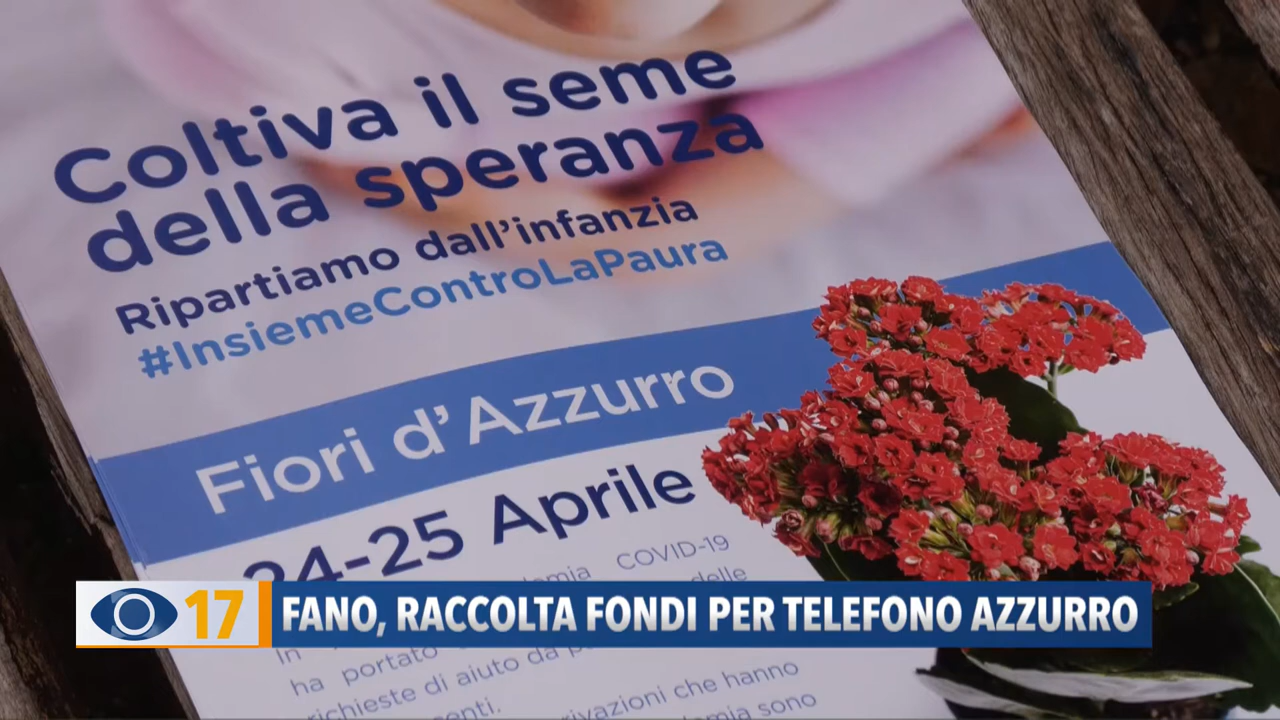 Coltiva il seme
della speranza
Ripartiamo dall'infanzia
#InsiemeControLaPaura
Fiori d'Azzurro
24-25 Aprile
COVID-19
delle
17 FANO, RACCOLTA FONDI PER TELEFONO AZZURRO
In
ha portato
richieste di aiuto da
che hanno
sono